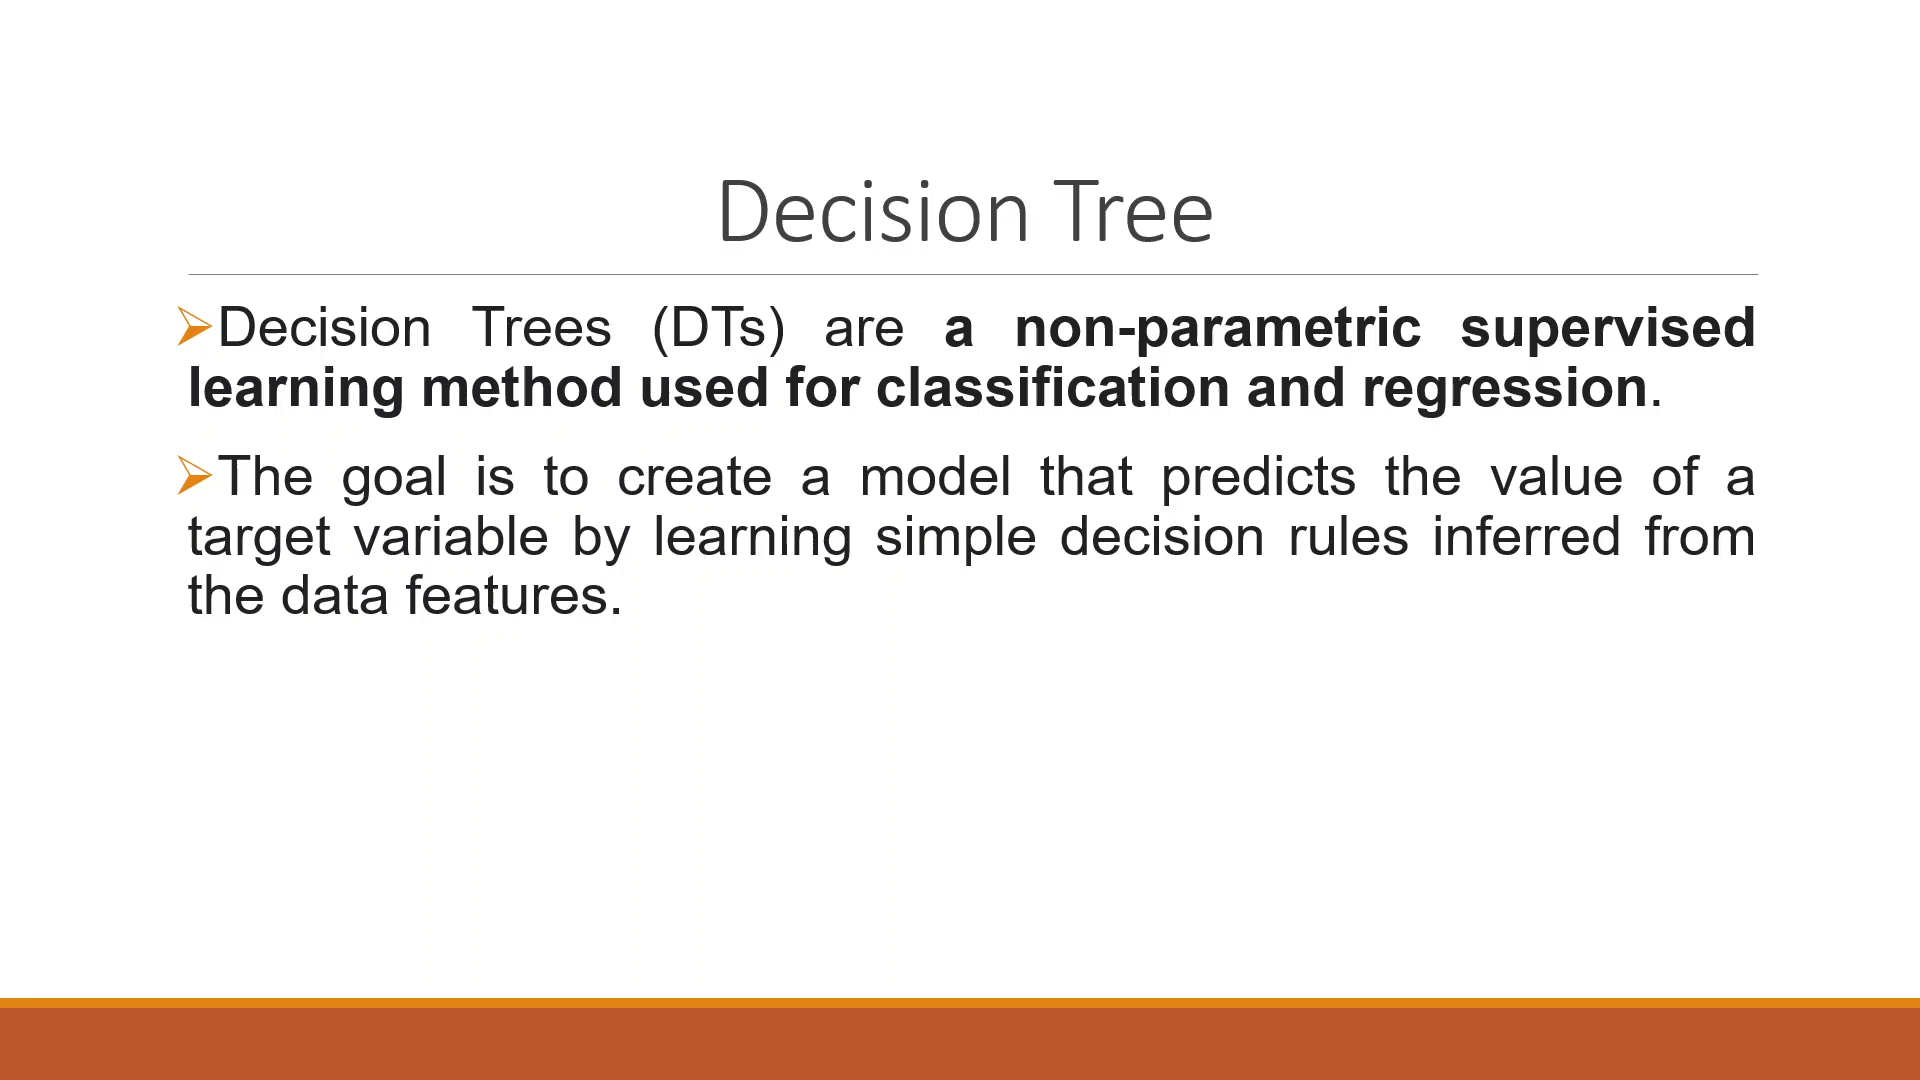 Decision Tree
Decision Trees (DTs) are a non-parametric supervised
learning method used for classification and regression.
The goal is to create a model that predicts the value of a
target variable by learning simple decision rules inferred from
the data features.